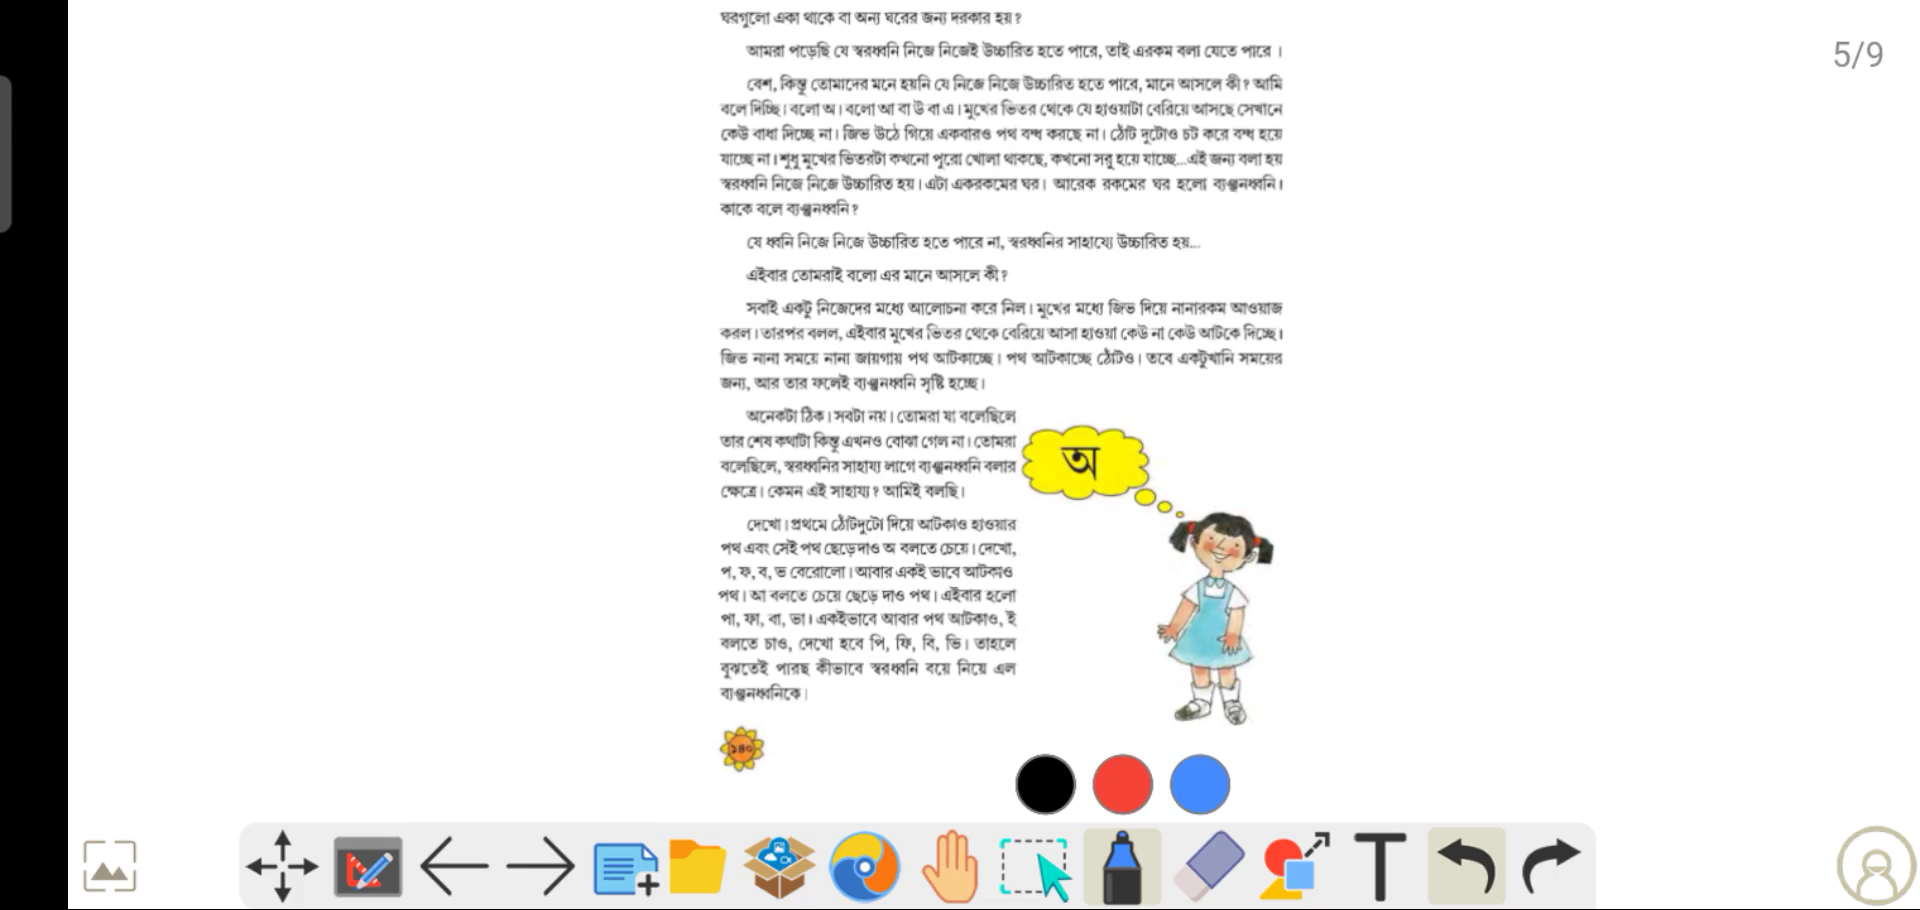 ঘরগুলো একা থাকে বা অন্য ঘরের জন্য দরকার হয়?
আমরা পড়েছি যে স্বরধ্বনি নিজে নিজেই উচ্চারিত হতে পারে, তাই এরকম বলা যেতে পারে ।
বেশ, কিন্তু তোমাদের মনে হয়নি যে নিজে নিজে উচ্চারিত হতে পারে, মানে আসলে কী? আমি
বলে দিচ্ছি। বলো অ। বলো আ বা উ বা এ। মুখের ভিতর থেকে যে হাওয়াটা বেরিয়ে আসছে সেখানে
কেউ বাধা দিচ্ছে না। জিভ উঠে গিয়ে একবারও পথ বন্ধ করছে না। ঠোঁট দুটোও চট করে বন্ধ হয়ে
যাচ্ছে না। শুধু মুখের ভিতরটা কখনো পুরো খোলা থাকছে, কখনো সরু হয়ে যাচ্ছে...এই জন্য বলা হয়
স্বরধ্বনি নিজে নিজে উচ্চারিত হয়। এটা একরকমের ঘর। আরেক রকমের ঘর হলো ব্যঞ্জনধ্বনি।
কাকে বলে ব্যঞ্জনধ্বনি?
যে ধ্বনি নিজে নিজে উচ্চারিত হতে পারে না, স্বরধ্বনির সাহায্যে উচ্চারিত হয়...
এইবার তোমরাই বলো এর মানে আসলে কী?
সবাই একটু নিজেদের মধ্যে আলোচনা করে নিল। মুখের মধ্যে জিভ দিয়ে নানারকম আওয়াজ
করল। তারপর বলল, এইবার মুখের ভিতর থেকে বেরিয়ে আসা হাওয়া কেউ না কেউ আটকে দিচ্ছে।
জিভ নানা সময়ে নানা জায়গায় পথ আটকাচ্ছে। পথ আটকাচ্ছে ঠোঁটও। তবে একটুখানি সময়ের
জন্য, আর তার ফলেই ব্যঞ্জনধ্বনি সৃষ্টি হচ্ছে।
অনেকটা ঠিক। সবটা নয়। তোমরা যা বলেছিলে
তার শেষ কথাটা কিন্তু এখনও বোঝা গেল না। তোমরা
বলেছিলে, স্বরধ্বনির সাহায্য লাগে ব্যঞ্জনধ্বনি বলার
ক্ষেত্রে। কেমন এই সাহায্য? আমিই বলছি।
দেখো। প্রথমে ঠোঁটদুটো দিয়ে আটকাও হাওয়ার
পথ এবং সেই পথ ছেড়ে দাও অ বলতে চেয়ে। দেখো,
প, ফ, ব, ভ বেরোলো। আবার একই ভাবে আটকাও
পথ। আ বলতে চেয়ে ছেড়ে দাও পথ। এইবার হলো
পা, ফা, বা, ভা। একইভাবে আবার পথ আটকাও, ই
বলতে চাও, দেখো হবে পি, ফি, বি, ভি। তাহলে
বুঝতেই পারছ কীভাবে স্বরধ্বনি বয়ে নিয়ে এল
ব্যঞ্জনধ্বনিকে।
অ
১৪০
5/9
T